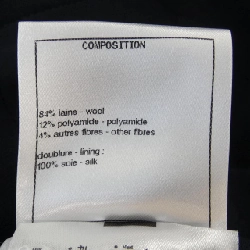 COMPOSITION
84% laine - wool
12% polyamide - polyamide
4% autres fibres - other fibres
doublure - lining :
100% soie - silk